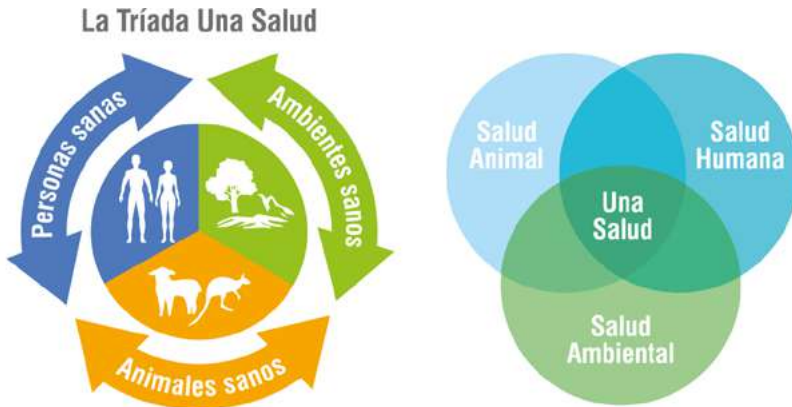 La Tríada Una Salud
Personas sanas
Ambientes sanos
Animales sanos
Salud
Animal
Salud
Humana
Una
Salud
Salud
Ambiental